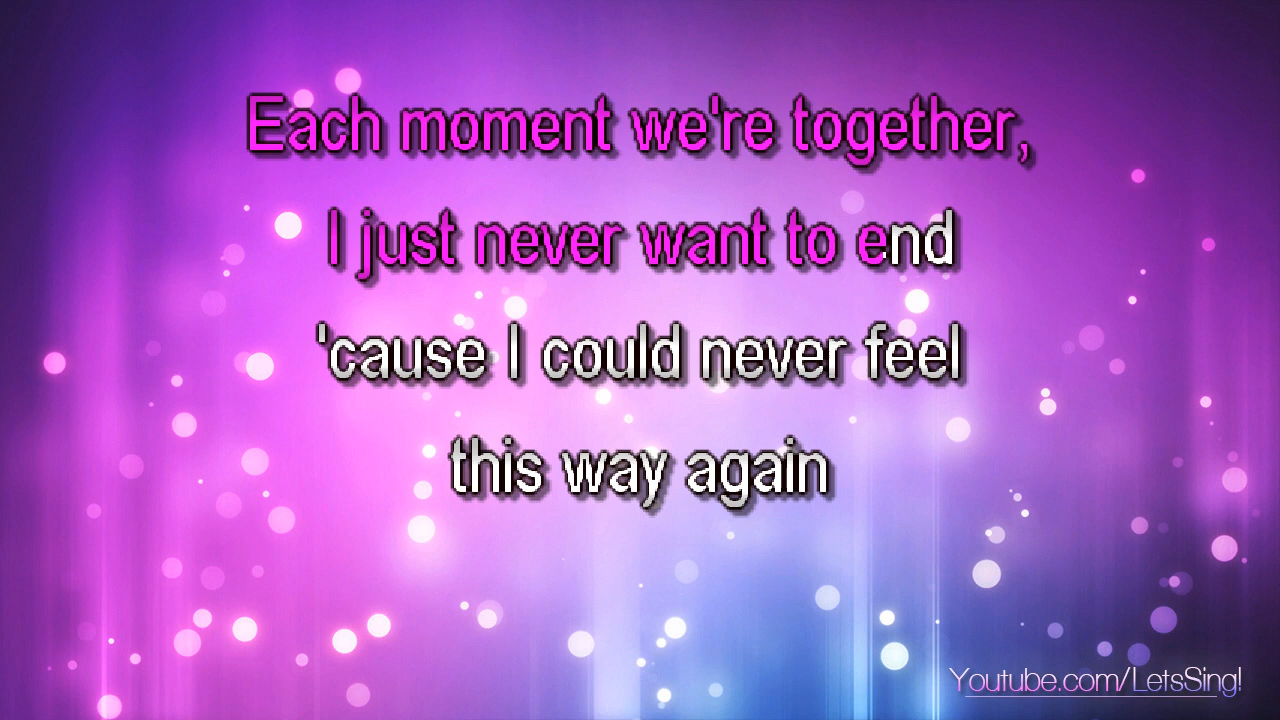 Each moment we're together,
I just never want to end
'cause I could never feel
this way again
Youtube.com/LetsSing!